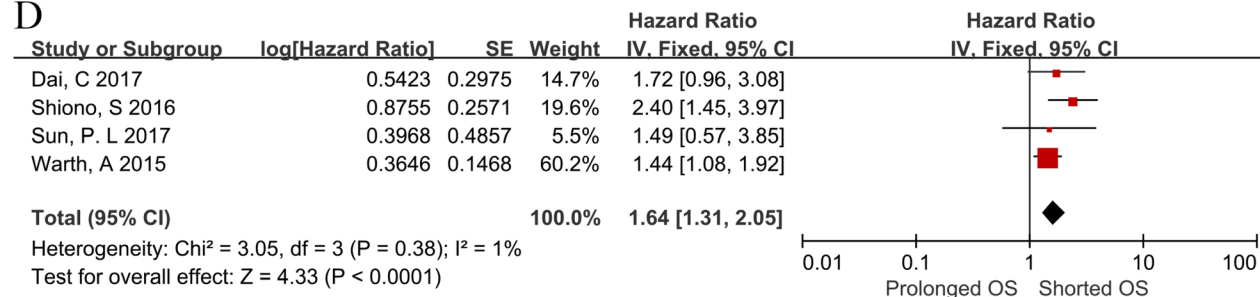 D
Hazard Ratio Hazard Ratio
Study or Subgroup log[Hazard Ratio] SE Weight IV, Fixed, 95% CI IV, Fixed, 95% CI
Dai, C 2017 0.5423 0.2975 14.7% 1.72 [0.96, 3.08]
Shiono, S 2016 0.8755 0.2571 19.6% 2.40 [1.45, 3.97]
Sun, P. L 2017 0.3968 0.4857 5.5% 1.49 [0.57, 3.85]
Warth, A 2015 0.3646 0.1468 60.2% 1.44 [1.08, 1.92]
Total (95% CI) 100.0% 1.64 [1.31, 2.05]
Heterogeneity: Chi² = 3.05, df = 3 (P = 0.38); I² = 1%
Test for overall effect: Z = 4.33 (P < 0.0001)
0.01 0.1 1 10 100
Prolonged OS Shorted OS